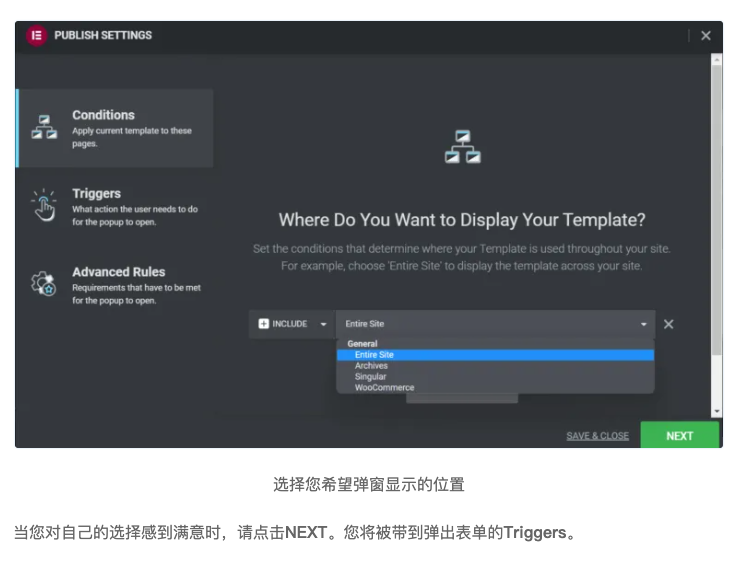 PUBLISH SETTINGS
Conditions
Apply current template to these
pages.
Triggers
What action the user needs to do
for the popup to open.
Advanced Rules
Requirements that have to be met
for the popup to open.
Where Do You Want to Display Your Template?
Set the conditions that determine where your Template is used throughout your site.
For example, choose 'Entire Site' to display the template across your site.
INCLUDE
Entire Site
General
Entire Site
Archives
Singular
WooCommerce
SAVE & CLOSE
NEXT
选择您希望弹窗显示的位置
当您对自己的选择感到满意时，请点击NEXT。您将被带到弹出表单的Triggers。